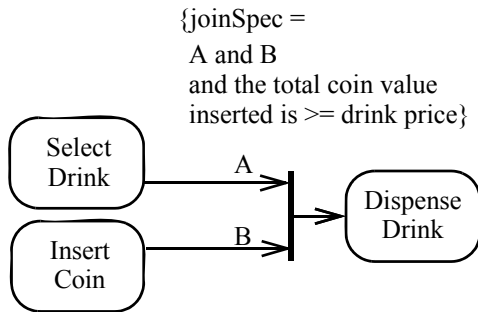 {joinSpec =
A and B
and the total coin value
inserted is >= drink price}
Select
Drink
A
Dispense
Drink
B
Insert
Coin